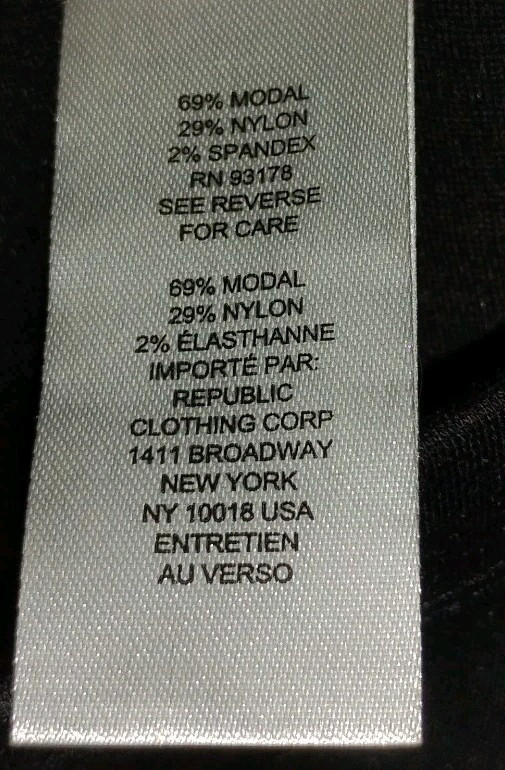 69% MODAL
29% NYLON
2% SPANDEX
RN 93178
SEE REVERSE
FOR CARE
69% MODAL
29% NYLON
2% ÉLASTHANNE
IMPORTÉ PAR:
REPUBLIC
CLOTHING CORP
1411 BROADWAY
NEW YORK
NY 10018 USA
ENTRETIEN
AU VERSO